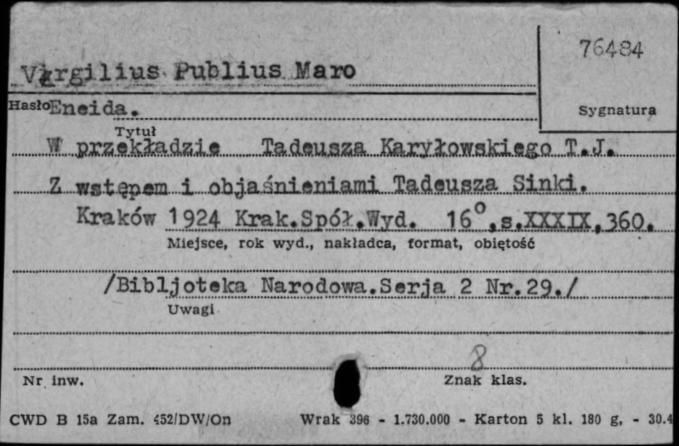 76484
Virgilius Publius Maro
Sygnatura
Hasło Eneida.
Tytuł
W przekładzie Tadeusza Karyłowskiego T.J.
Z wstępem i objaśnieniami Tadeusza Sinki.
Kraków 1924 Krak.Spół.Wyd. 16°,s.XXXIX,360.
Miejsce, rok wyd., nakładca, format, obiętość
/Bibljoteka Narodowa.Serja 2 Nr.29./
Uwagi
8
Nr inw. Znak klas.
CWD B 15a Zam. 452/DW/On Wrak 396 - 1.730.000 - Karton 5 kl. 180 g, - 30.4